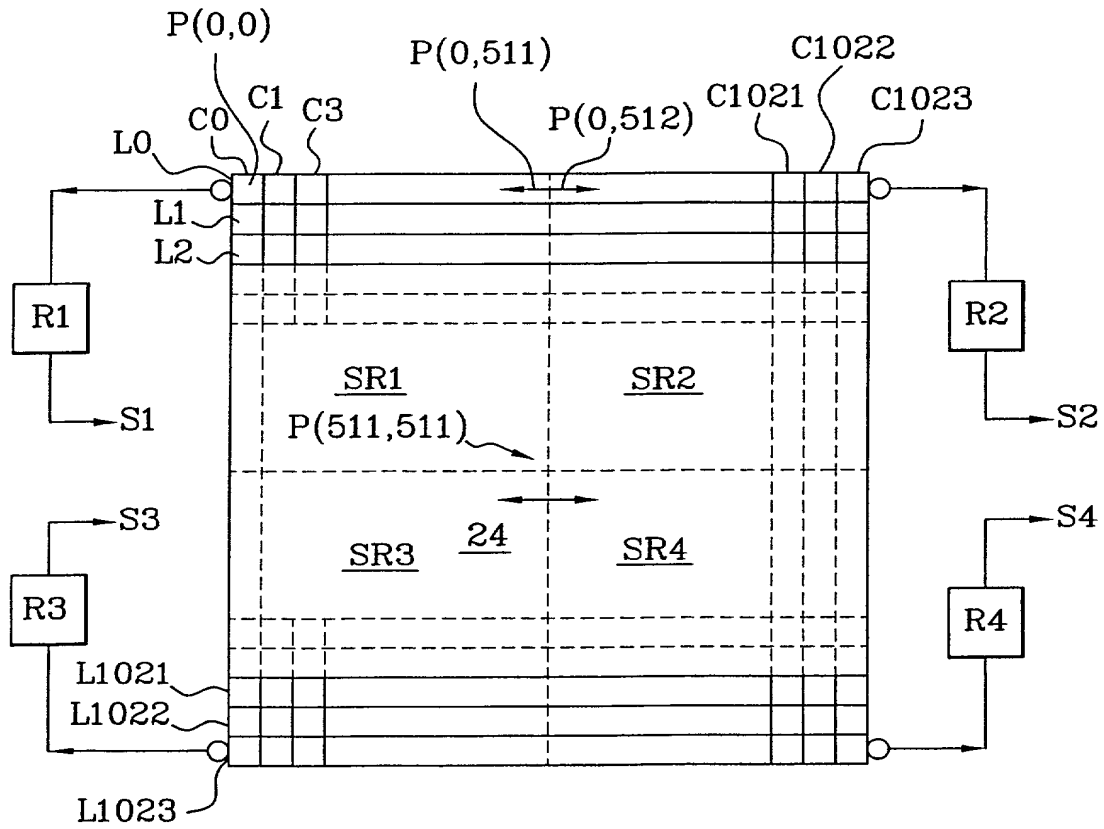 P(0,0)
P(0,511)
C1022
C1
C3
C1021
C1023
C0
P(0,512)
L0
L1
L2
R1
R2
SR1
SR2
S1
P(511,511)
S2
S3
S4
24
SR3
SR4
R3
R4
L1021
L1022
L1023